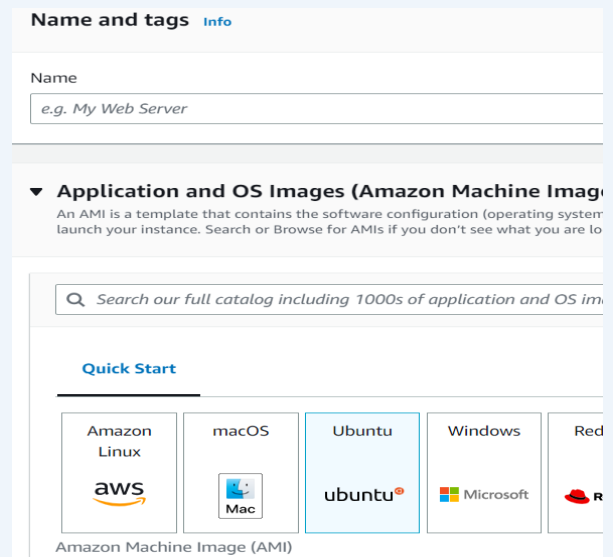 Name and tags Info
Name
e.g. My Web Server
Application and OS Images (Amazon Machine Image
An AMI is a template that contains the software configuration (operating system
launch your instance. Search or Browse for AMIs if you don't see what you are lo
Search our full catalog including 1000s of application and OS im
Quick Start
Amazon Linux
aws
macOS
Mac
Ubuntu
ubuntu
Windows
Microsoft
Red
R
Amazon Machine Image (AMI)